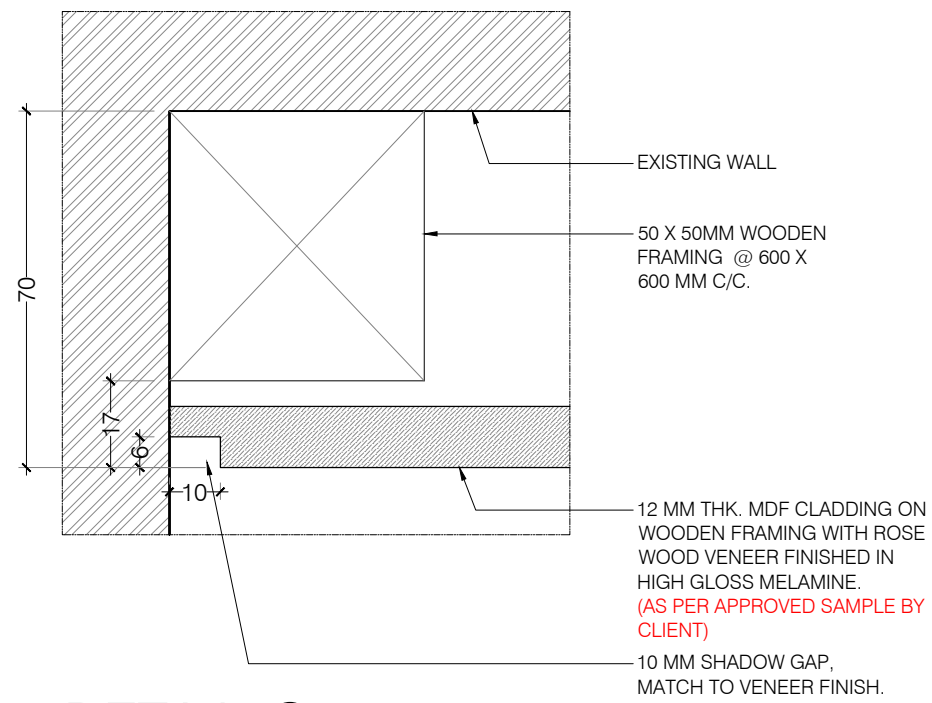 EXISTING WALL
50 X 50MM WOODEN
FRAMING @ 600 X
600 MM C/C.
70
17
6
10
12 MM THK. MDF CLADDING ON
WOODEN FRAMING WITH ROSE
WOOD VENEER FINISHED IN
HIGH GLOSS MELAMINE.
(AS PER APPROVED SAMPLE BY
CLIENT)
10 MM SHADOW GAP,
MATCH TO VENEER FINISH.